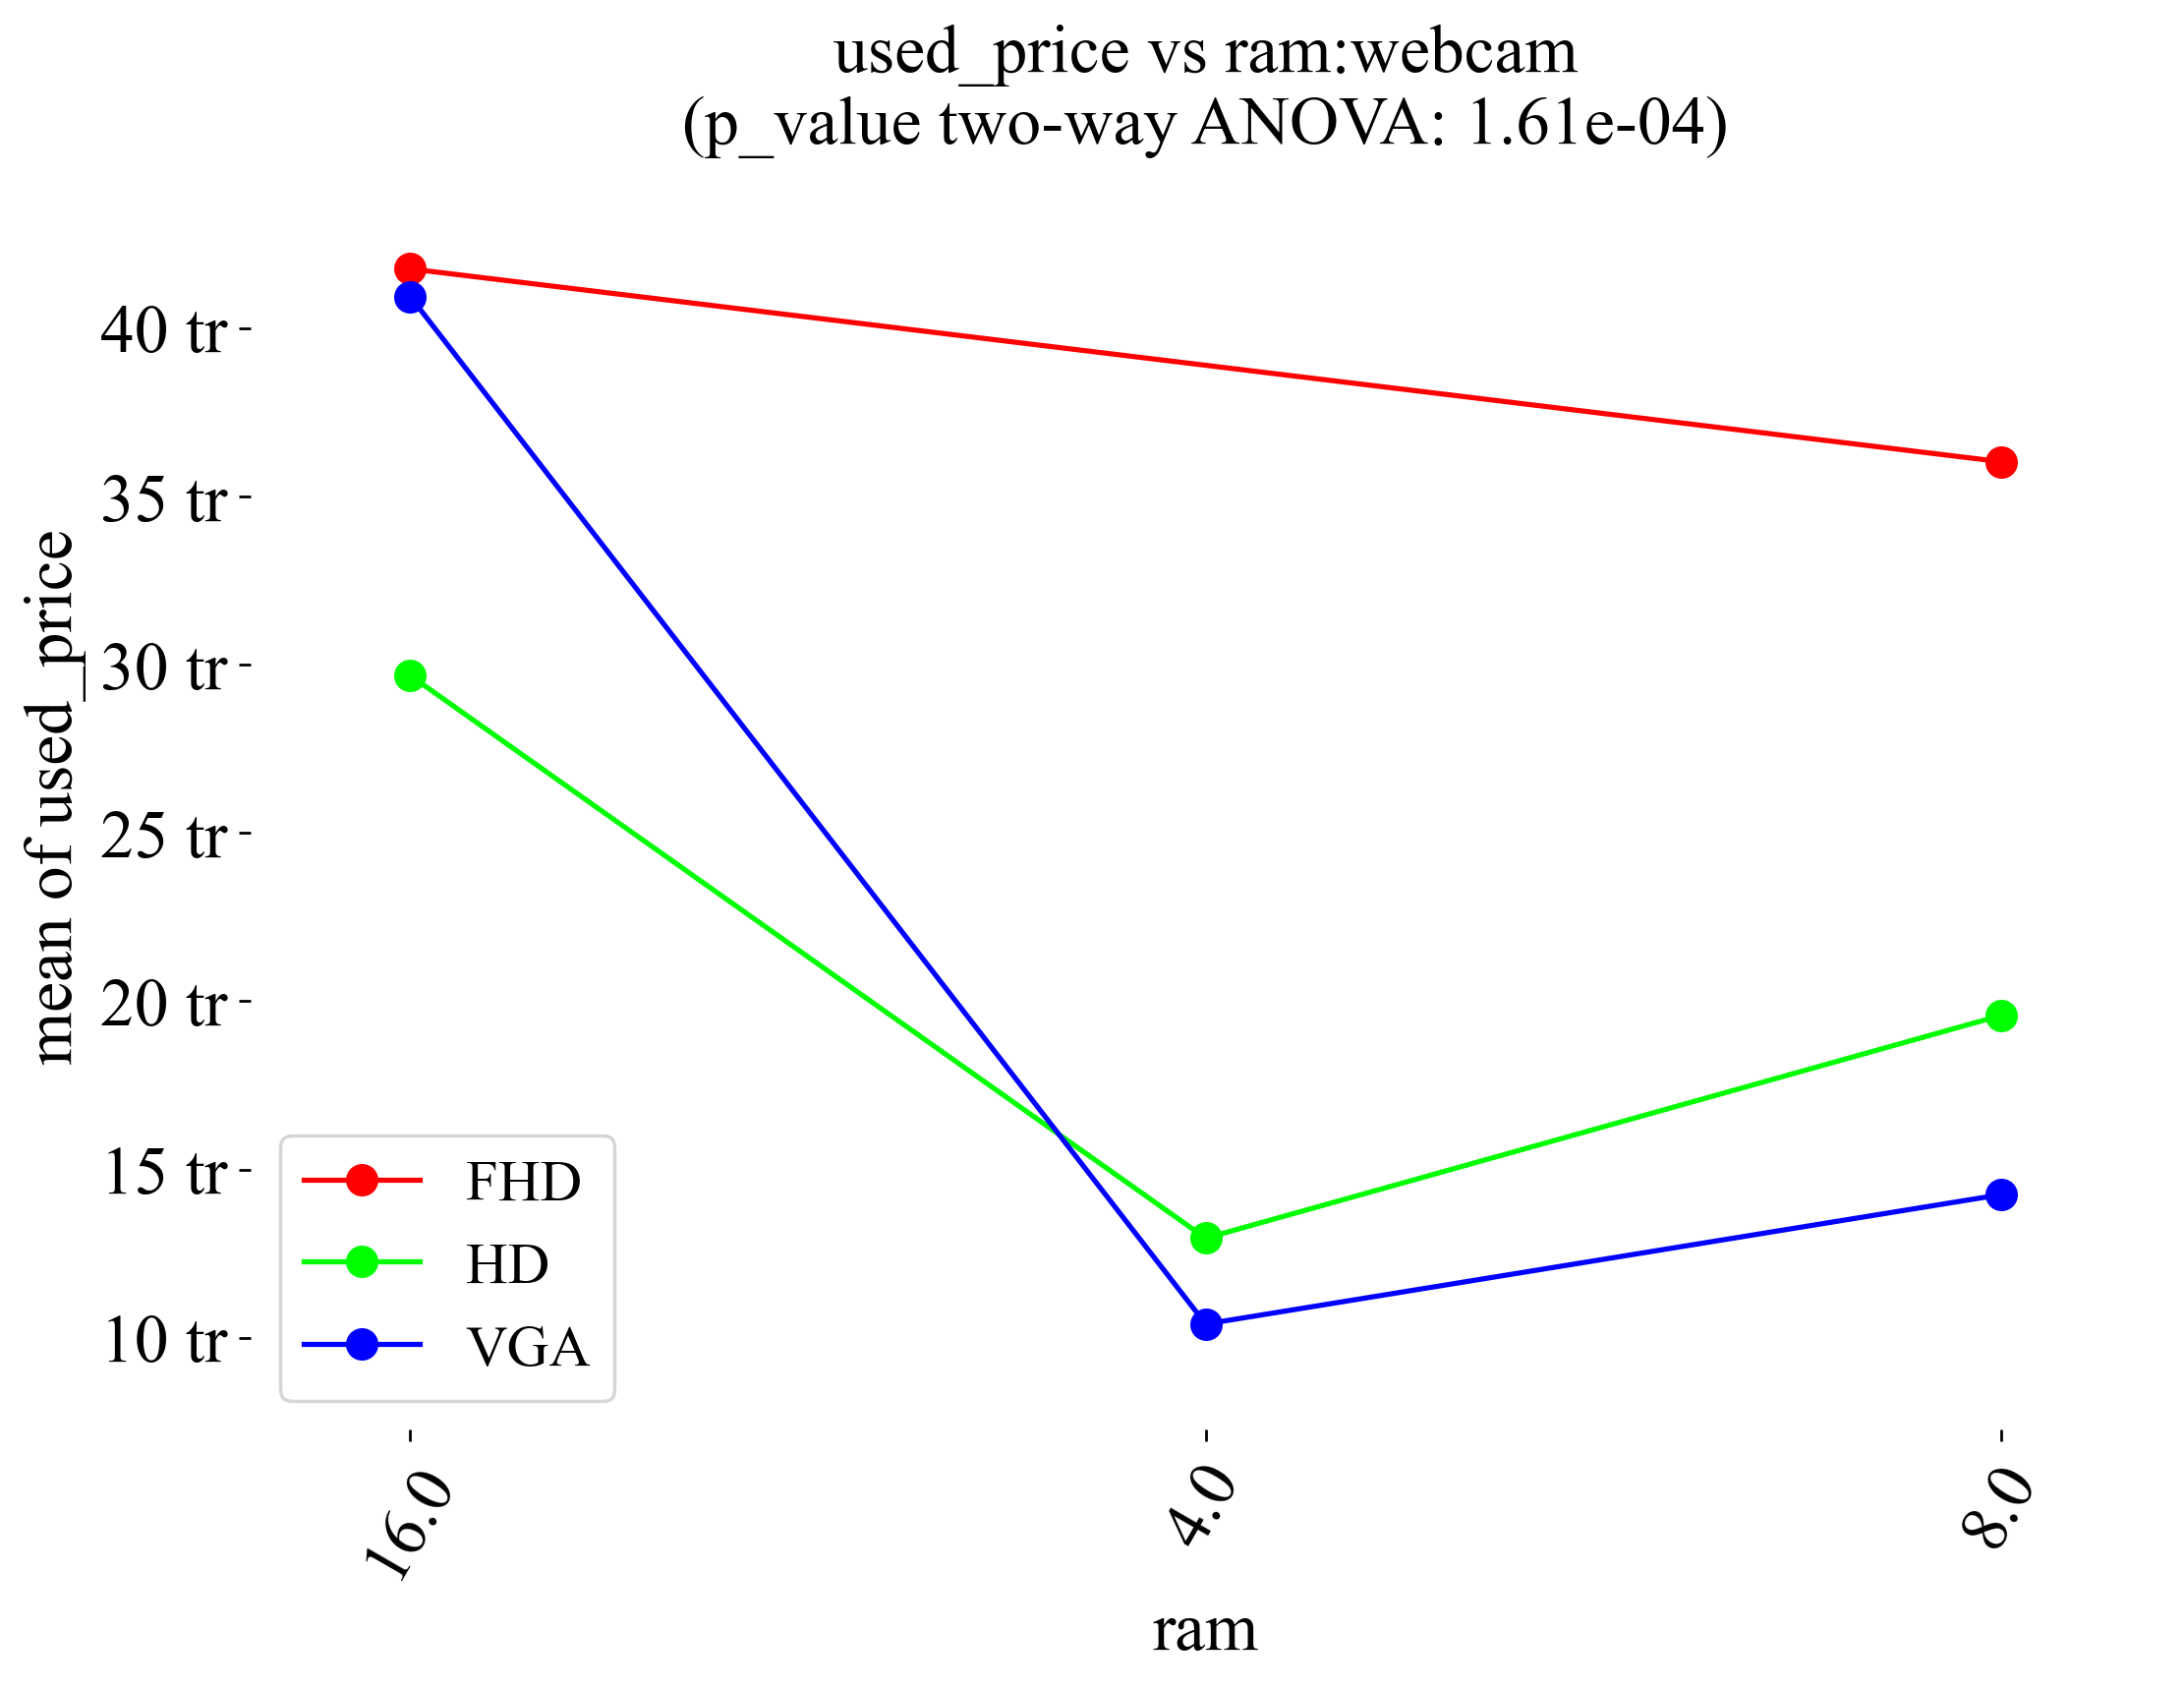 used_price vs ram:webcam
(p_value two-way ANOVA: 1.61e-04)
mean of used_price
40 tr
35 tr
30 tr
25 tr
20 tr
15 tr
10 tr
FHD
HD
VGA
16.0
4.0
8.0
ram